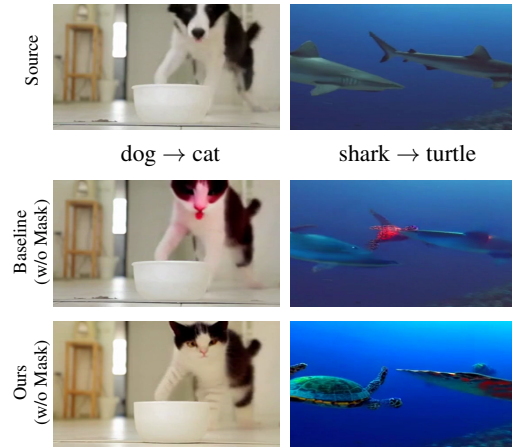 Source
dog → cat
shark → turtle
Baseline
(w/o Mask)
Ours
(w/o Mask)